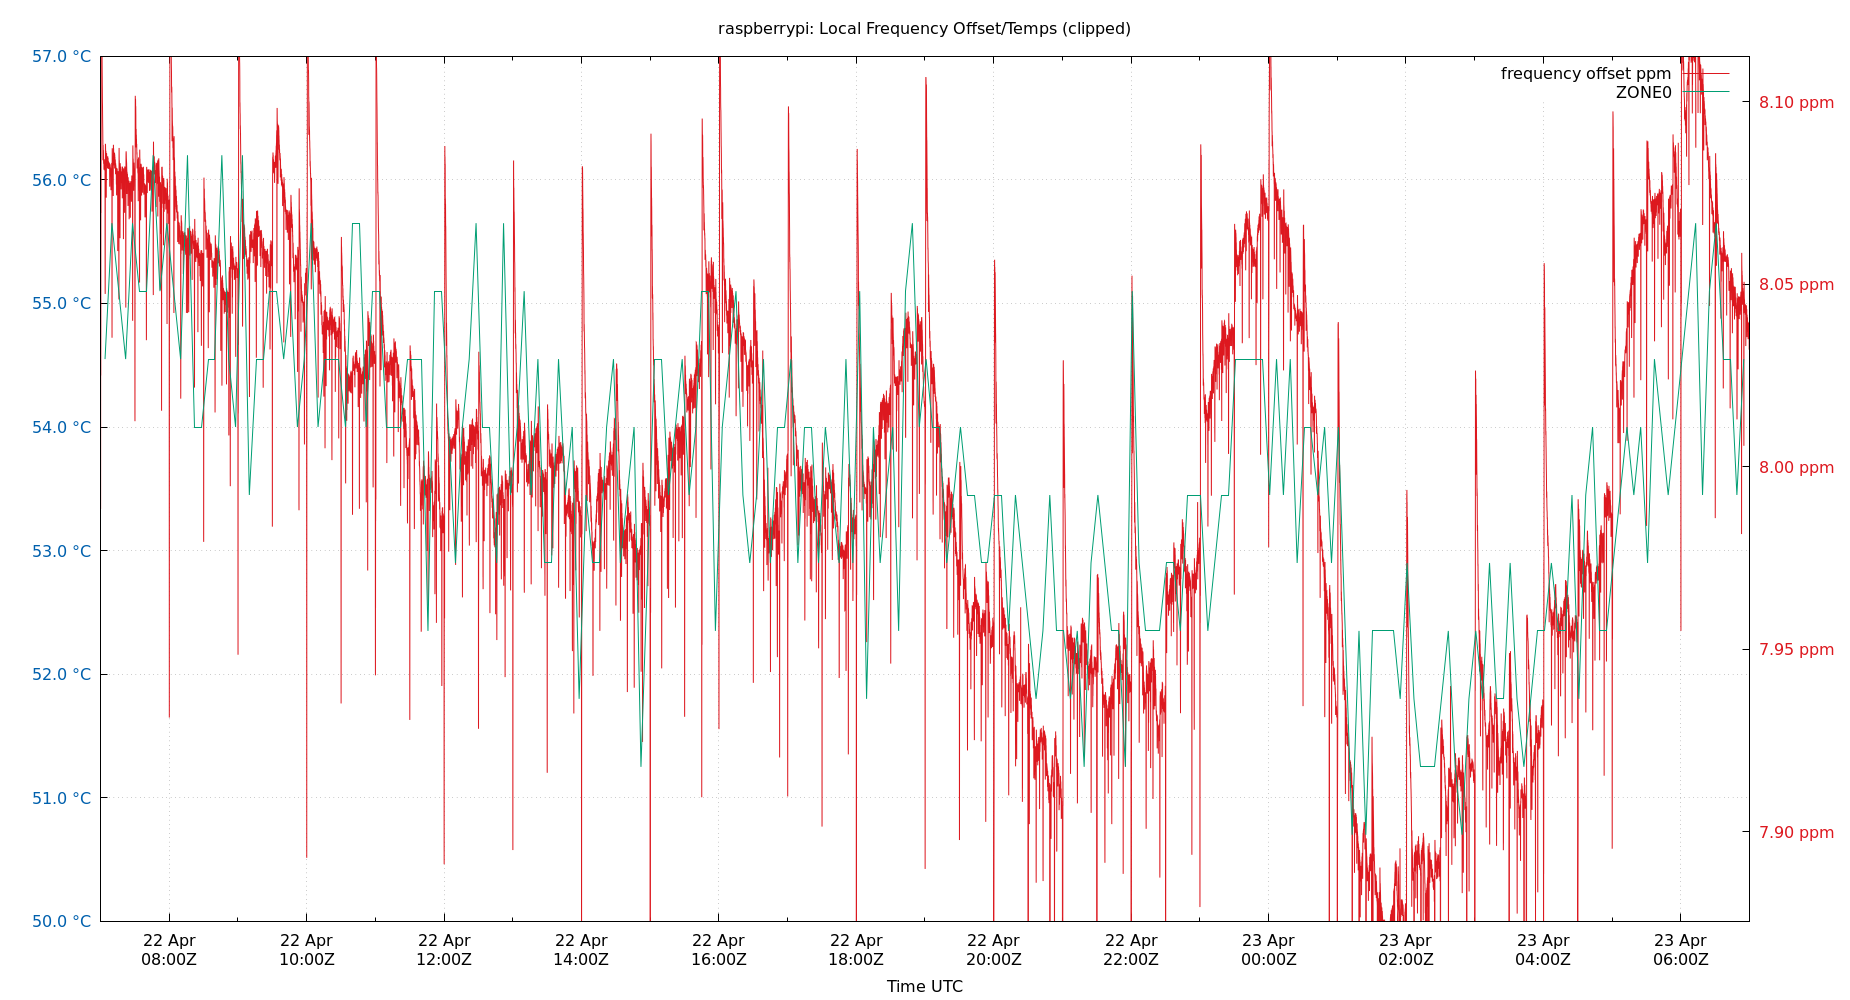 raspberrypi: Local Frequency Offset/Temps (clipped)
57.0 °C
56.0 °C
55.0 °C
54.0 °C
53.0 °C
52.0 °C
51.0 °C
50.0 °C
frequency offset ppm
ZONE0
8.10 ppm
8.05 ppm
8.00 ppm
7.95 ppm
7.90 ppm
22 Apr
08:00Z
22 Apr
10:00Z
22 Apr
12:00Z
22 Apr
14:00Z
22 Apr
16:00Z
22 Apr
18:00Z
22 Apr
20:00Z
22 Apr
22:00Z
23 Apr
00:00Z
23 Apr
02:00Z
23 Apr
04:00Z
23 Apr
06:00Z
Time UTC